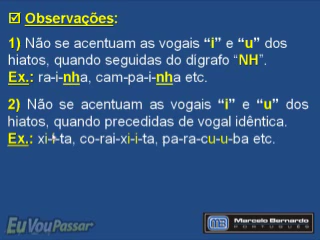 ☑ Observações:
1) Não se acentuam as vogais “i” e “u” dos
hiatos, quando seguidas do dígrafo “NH”.
Ex.: ra-i-nha, cam-pa-i-nha etc.
2) Não se acentuam as vogais “i” e “u” dos
hiatos, quando precedidas de vogal idêntica.
Ex.: xi-i-ta, co-rai-xi-i-ta, pa-ra-cu-u-ba etc.
EuVouPassar
MB
Marcelo Bernardo
PORTUGUÊS